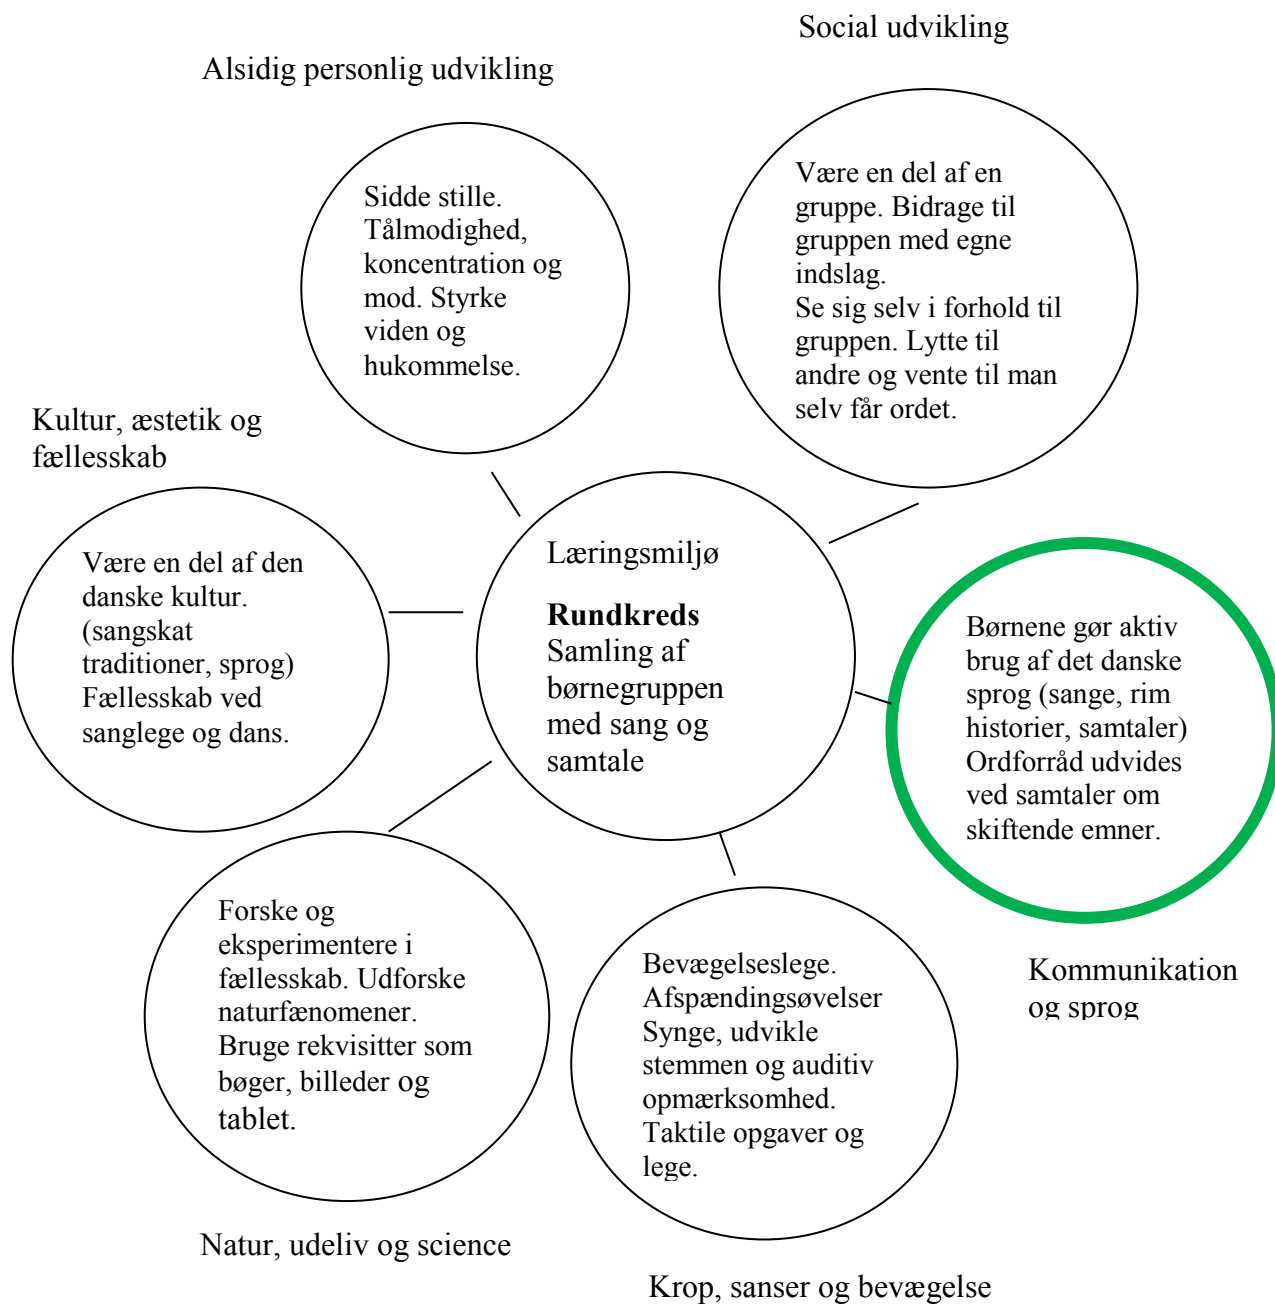 Social udvikling
Alsidig personlig udvikling
Sidde stille.
Tålmodighed,
koncentration og
mod. Styrke
viden og
hukommelse.
Være en del af en
gruppe. Bidrage til
gruppen med egne
indslag.
Se sig selv i forhold til
gruppen. Lytte til
andre og vente til man
selv får ordet.
Kultur, æstetik og
fællesskab
Være en del af den
danske kultur.
(sangskat
traditioner, sprog)
Fællesskab ved
sanglege og dans.
Læringsmiljø
Rundkreds
Samling af
børnegruppen
med sang og
samtale
Børnene gør aktiv
brug af det danske
sprog (sange, rim
historier, samtaler)
Ordforråd udvides
ved samtaler om
skiftende emner.
Kommunikation
og sprog
Forske og
eksperimentere i
fællesskab. Udforske
naturfænomener.
Bruge rekvisitter som
bøger, billeder og
tablet.
Natur, udeliv og science
Bevægelseslege.
Afspændingsøvelser
Synge, udvikle
stemmen og auditiv
opmærksomhed.
Taktile opgaver og
lege.
Krop, sanser og bevægelse